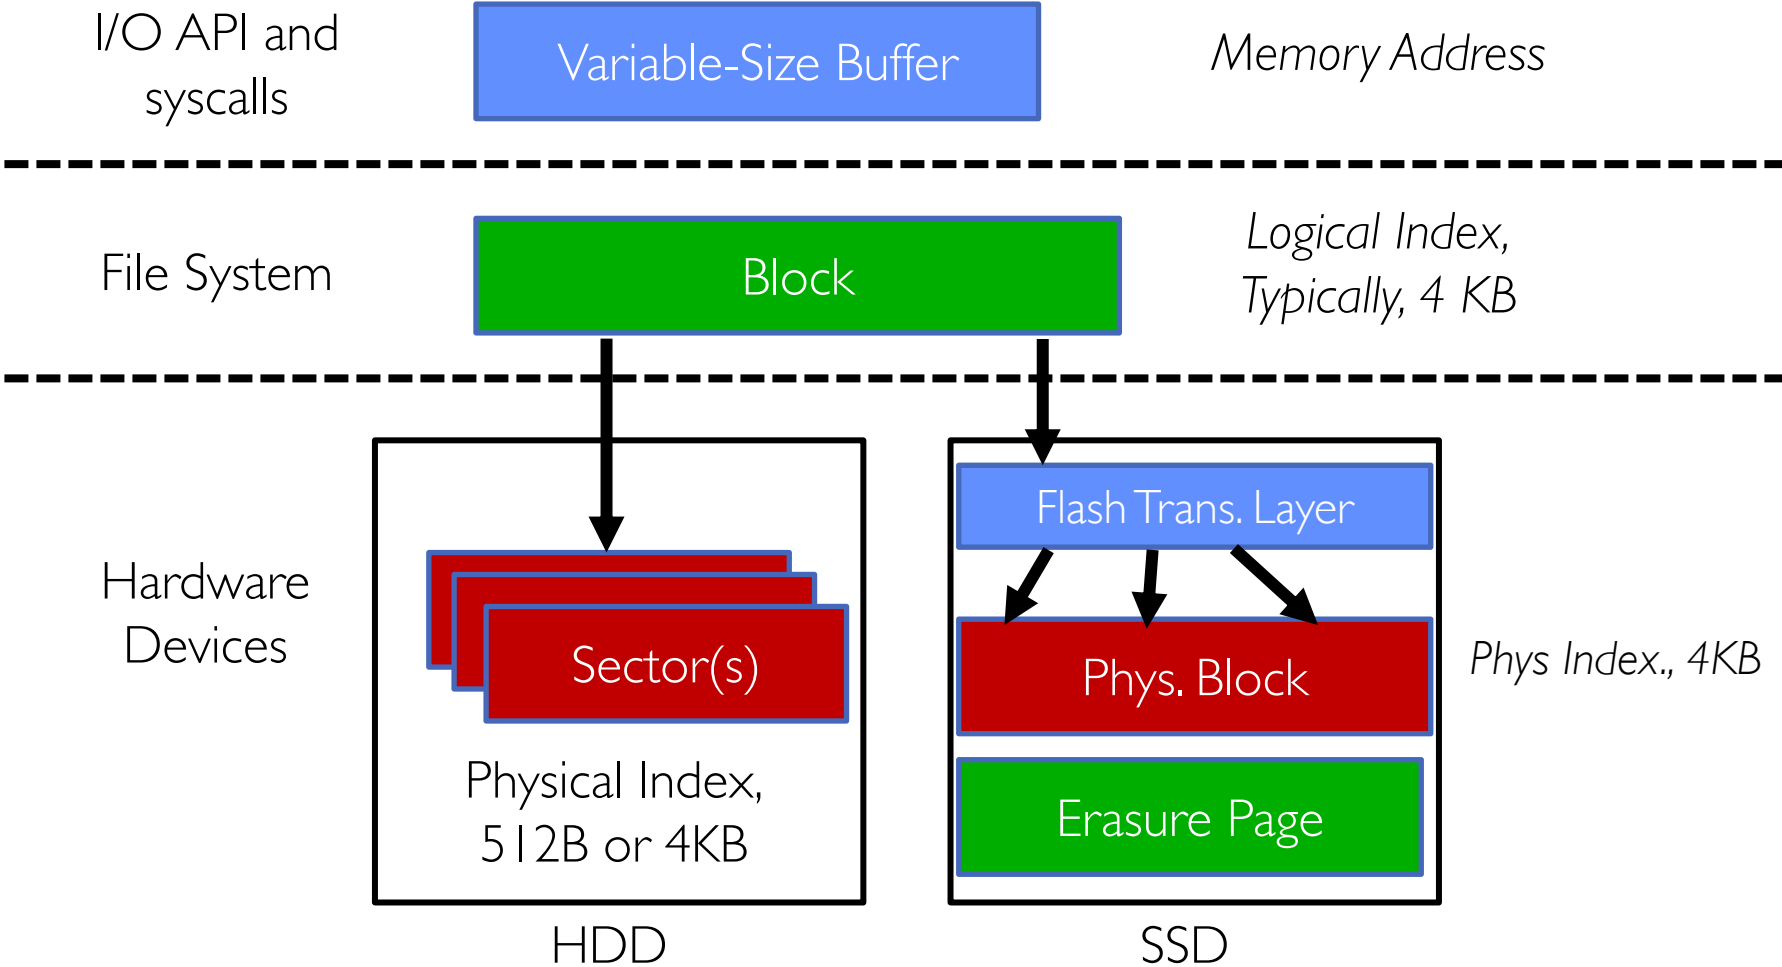 I/O API and
syscalls
Variable-Size Buffer
Memory Address
File System
Block
Logical Index,
Typically, 4 KB
Hardware
Devices
Sector(s)
Physical Index,
512B or 4KB
HDD
Flash Trans. Layer
Phys. Block
Erasure Page
SSD
Phys Index., 4KB